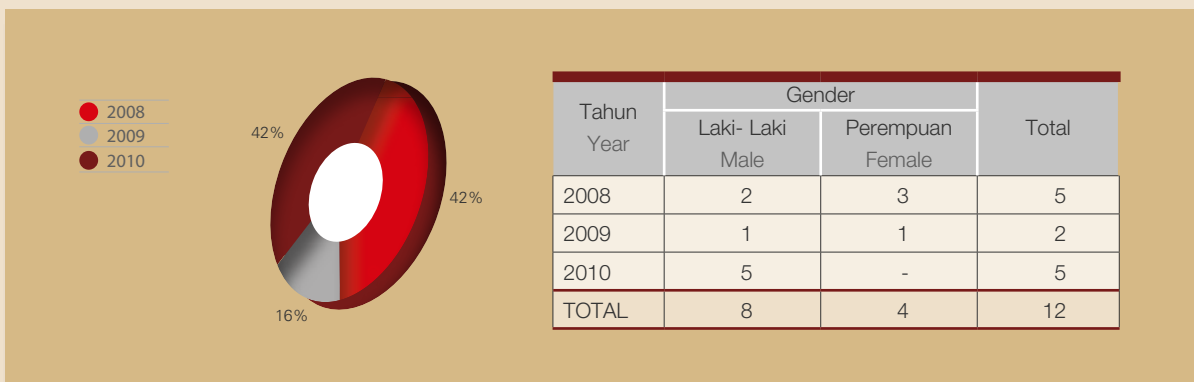 2008
2009
2010
42%
42%
16%
Tahun
Year
Gender
Laki- Laki
Male
Perempuan
Female
Total
2008 2 3 5
2009 1 1 2
2010 5 - 5
TOTAL 8 4 12